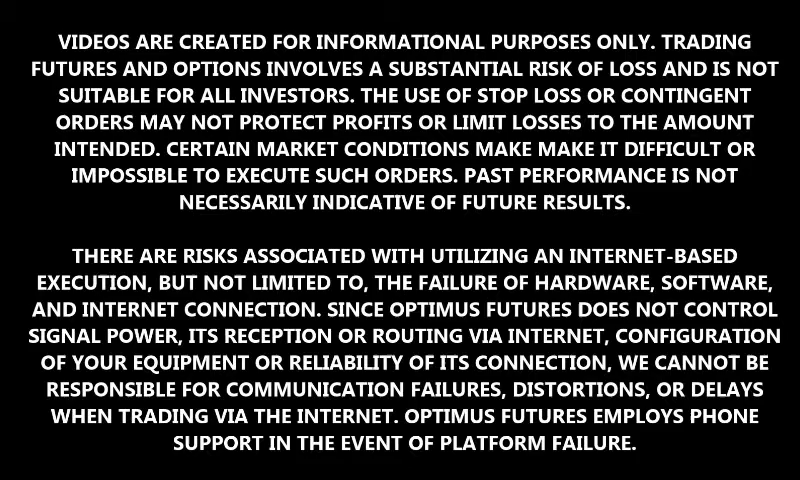 VIDEOS ARE CREATED FOR INFORMATIONAL PURPOSES ONLY. TRADING
FUTURES AND OPTIONS INVOLVES A SUBSTANTIAL RISK OF LOSS AND IS NOT
SUITABLE FOR ALL INVESTORS. THE USE OF STOP LOSS OR CONTINGENT
ORDERS MAY NOT PROTECT PROFITS OR LIMIT LOSSES TO THE AMOUNT
INTENDED. CERTAIN MARKET CONDITIONS MAKE MAKE IT DIFFICULT OR
IMPOSSIBLE TO EXECUTE SUCH ORDERS. PAST PERFORMANCE IS NOT
NECESSARILY INDICATIVE OF FUTURE RESULTS.
THERE ARE RISKS ASSOCIATED WITH UTILIZING AN INTERNET-BASED
EXECUTION, BUT NOT LIMITED TO, THE FAILURE OF HARDWARE, SOFTWARE,
AND INTERNET CONNECTION. SINCE OPTIMUS FUTURES DOES NOT CONTROL
SIGNAL POWER, ITS RECEPTION OR ROUTING VIA INTERNET, CONFIGURATION
OF YOUR EQUIPMENT OR RELIABILITY OF ITS CONNECTION, WE CANNOT BE
RESPONSIBLE FOR COMMUNICATION FAILURES, DISTORTIONS, OR DELAYS
WHEN TRADING VIA THE INTERNET. OPTIMUS FUTURES EMPLOYS PHONE
SUPPORT IN THE EVENT OF PLATFORM FAILURE.